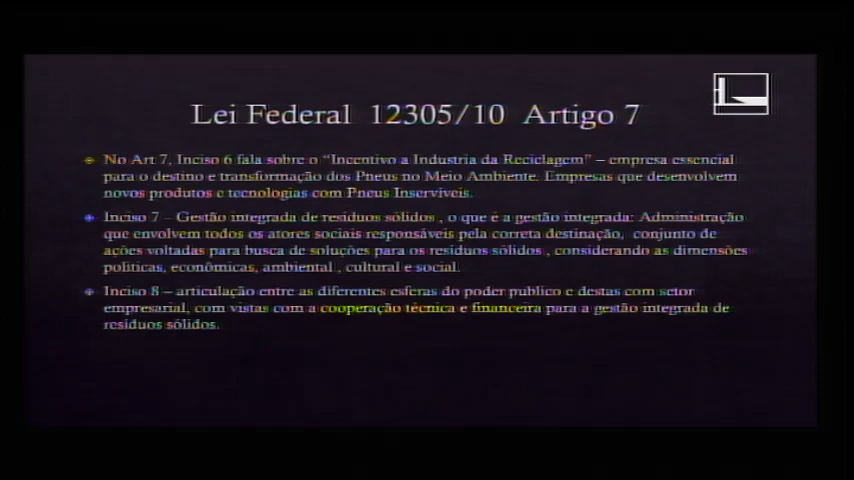 Lei Federal 12305/10 Artigo 7
No Art 7, Inciso 6 fala sobre o "Incentivo a Industria da Reciclagem" – empresa essencial
para o destino e transformação dos Pneus no Meio Ambiente. Empresas que desenvolvem
novos produtos e tecnologias com Pneus Inservíveis.
Inciso 7 – Gestão integrada de resíduos sólidos , o que é a gestão integrada: Administração
que envolvem todos os atores sociais responsáveis pela correta destinação, conjunto de
ações voltadas para busca de soluções para os resíduos sólidos , considerando as dimensões
politicas, econômicas, ambiental , cultural e social.
Inciso 8 – articulação entre as diferentes esferas do poder publico e destas com setor
empresarial, com vistas com a cooperação técnica e financeira para a gestão integrada de
resíduos sólidos.